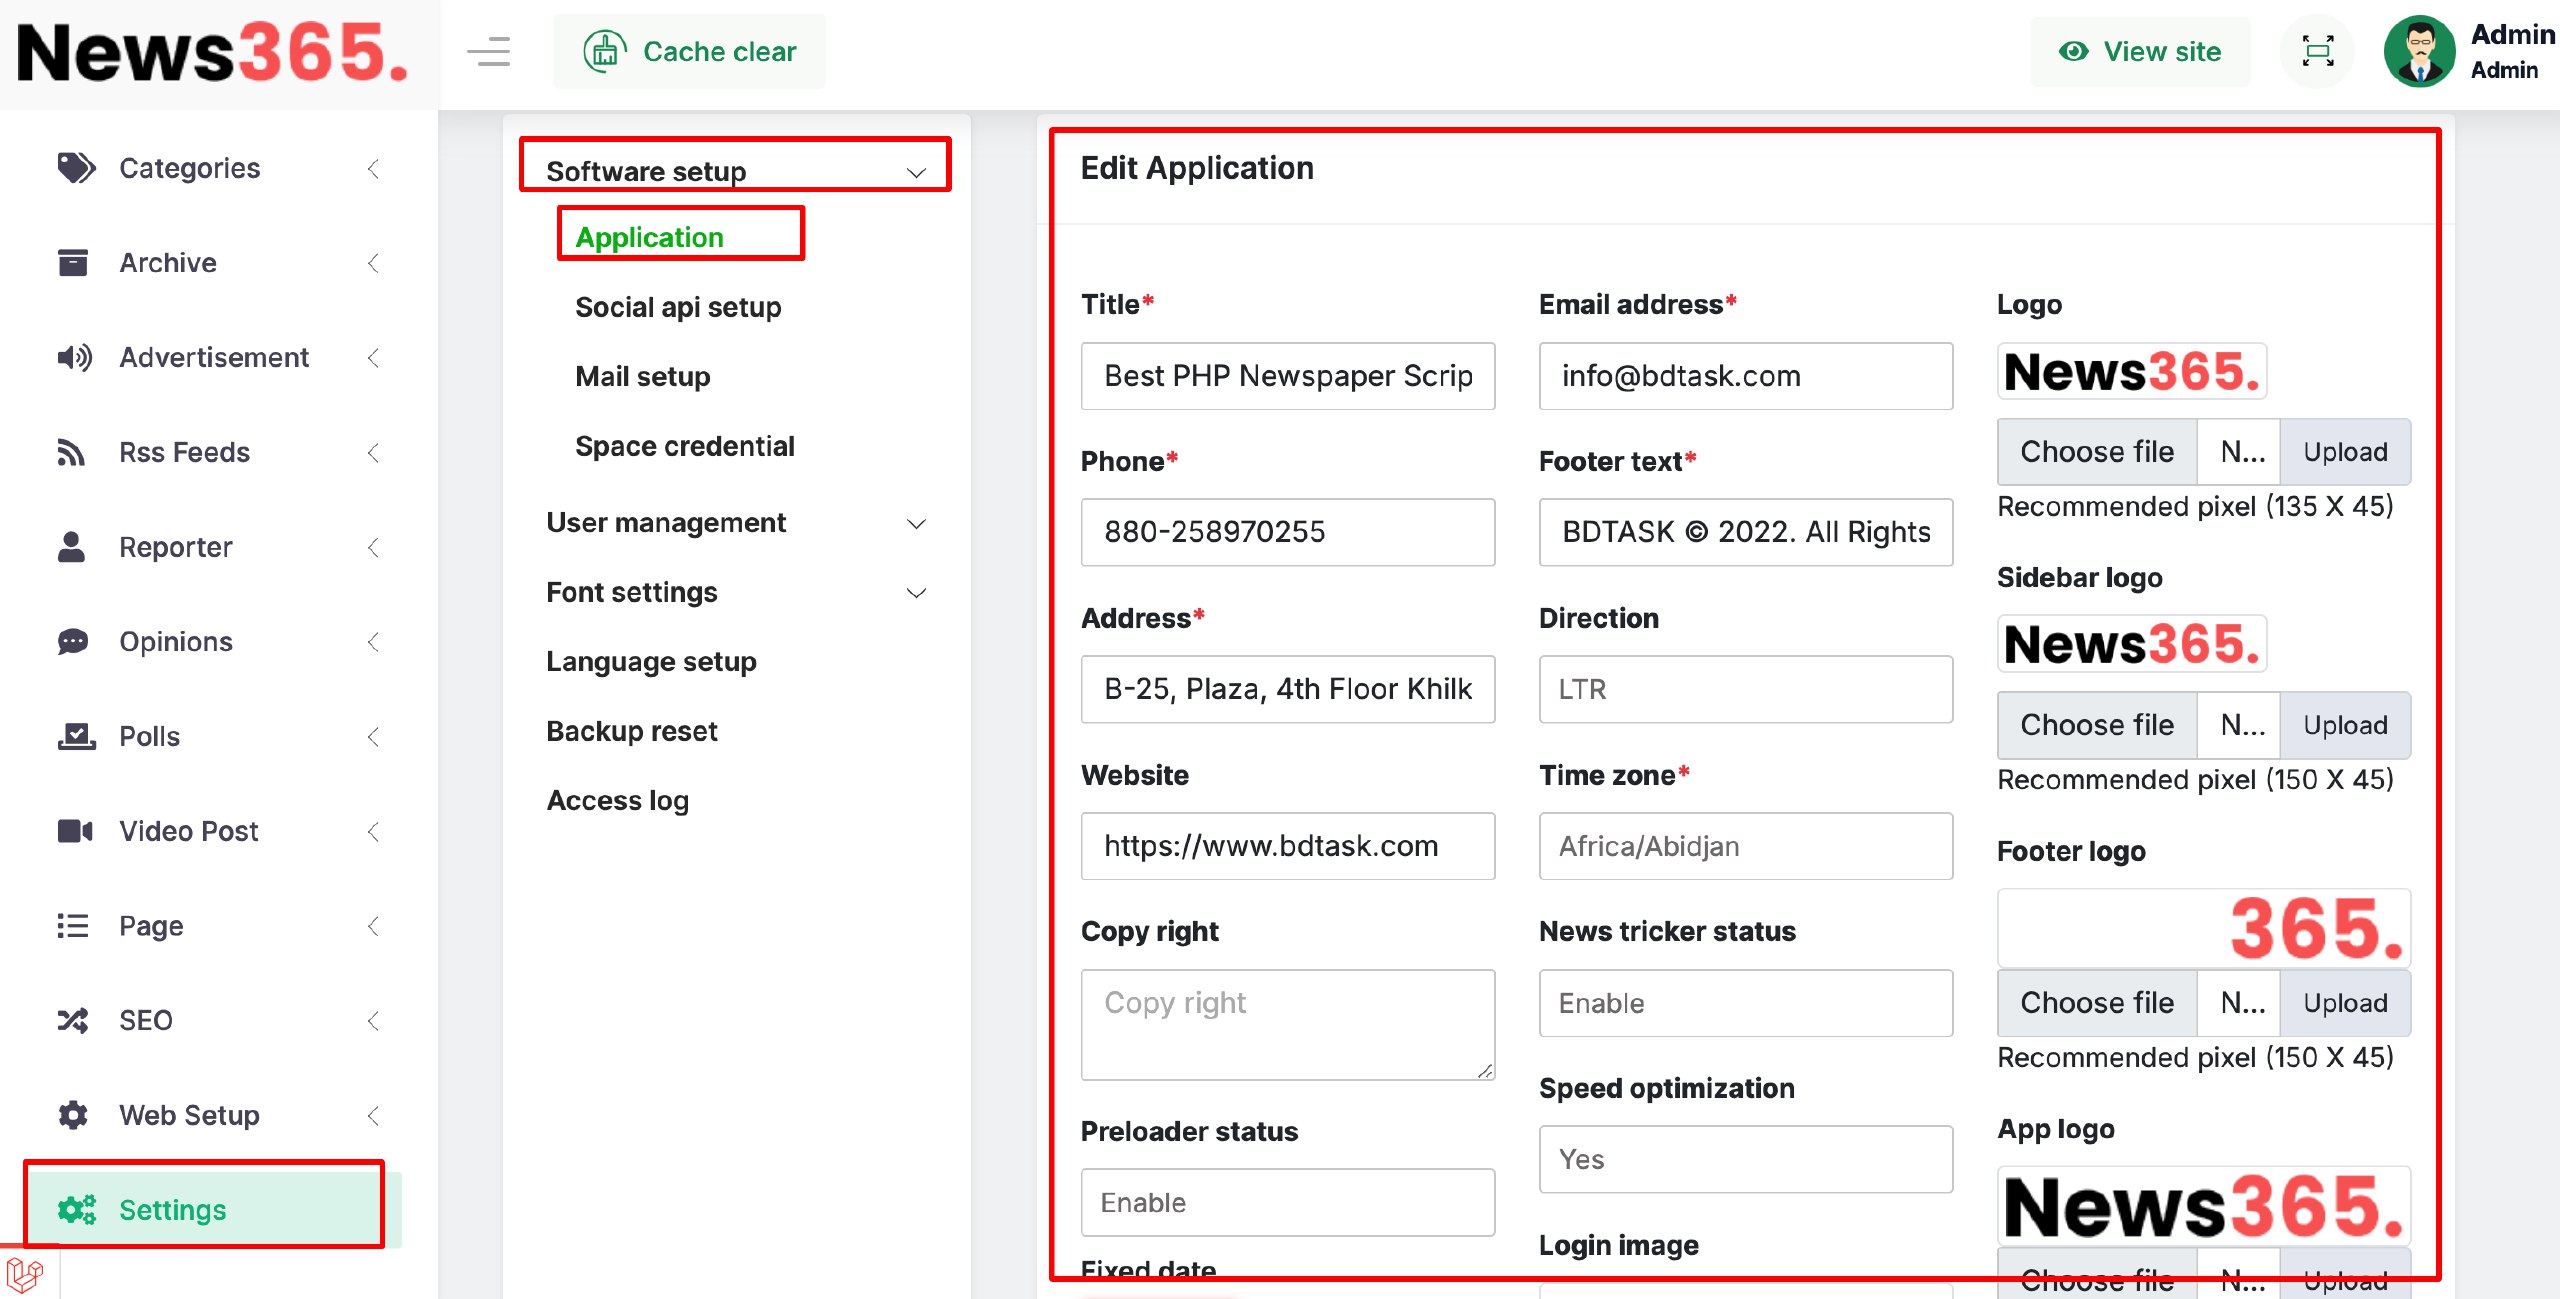 News365.
Cache clear
View site
Admin
Admin
Categories
Archive
Advertisement
Rss Feeds
Reporter
Opinions
Polls
Video Post
Page
SEO
Web Setup
Settings
Software setup
Application
Social api setup
Mail setup
Space credential
User management
Font settings
Language setup
Backup reset
Access log
Edit Application
Title*
Best PHP Newspaper Scrip
Phone*
880-258970255
Address*
B-25, Plaza, 4th Floor Khilk
Website
https://www.bdtask.com
Copy right
Copy right
Preloader status
Enable
Fixed date
Email address*
info@bdtask.com
Footer text*
BDTASK © 2022. All Rights
Direction
LTR
Time zone*
Africa/Abidjan
News tricker status
Enable
Speed optimization
Yes
Login image
Logo
News365.
Choose file N... Upload
Recommended pixel (135 X 45)
Sidebar logo
News365.
Choose file N... Upload
Recommended pixel (150 X 45)
Footer logo
365.
Choose file N... Upload
Recommended pixel (150 X 45)
App logo
News365.
Choose file N... Upload